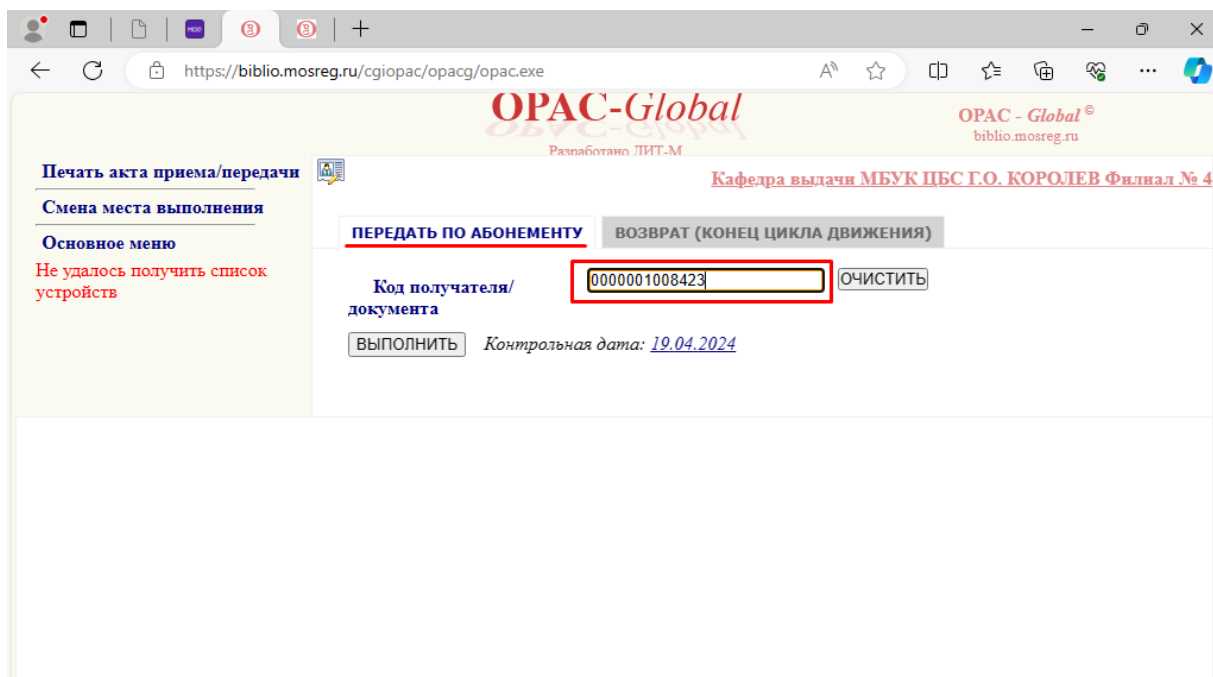 https://biblio.mosreg.ru/cgiopac/opacg/opac.exe
OPAC-Global
Разработано ЛИТ-М
OPAC - Global ©
biblio.mosreg.ru
Печать акта приема/передачи
Смена места выполнения
Основное меню
Не удалось получить список
устройств
Кафедра выдачи МБУК ЦБС Г.О. КОРОЛЕВ Филиал № 4
ПЕРЕДАТЬ ПО АБОНЕМЕНТУ
ВОЗВРАТ (КОНЕЦ ЦИКЛА ДВИЖЕНИЯ)
Код получателя/
документа
0000001008423
ОЧИСТИТЬ
ВЫПОЛНИТЬ
Контрольная дата: 19.04.2024